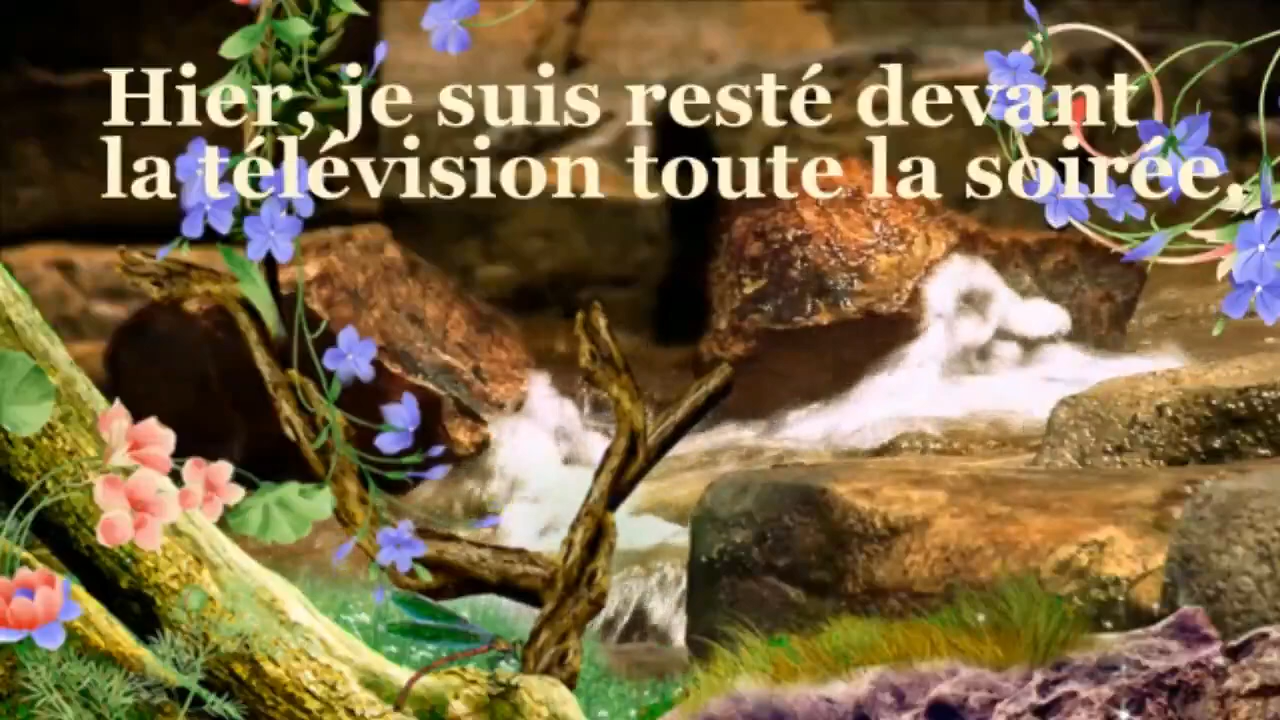 Hier, je suis resté devant
la télévision toute la soirée.